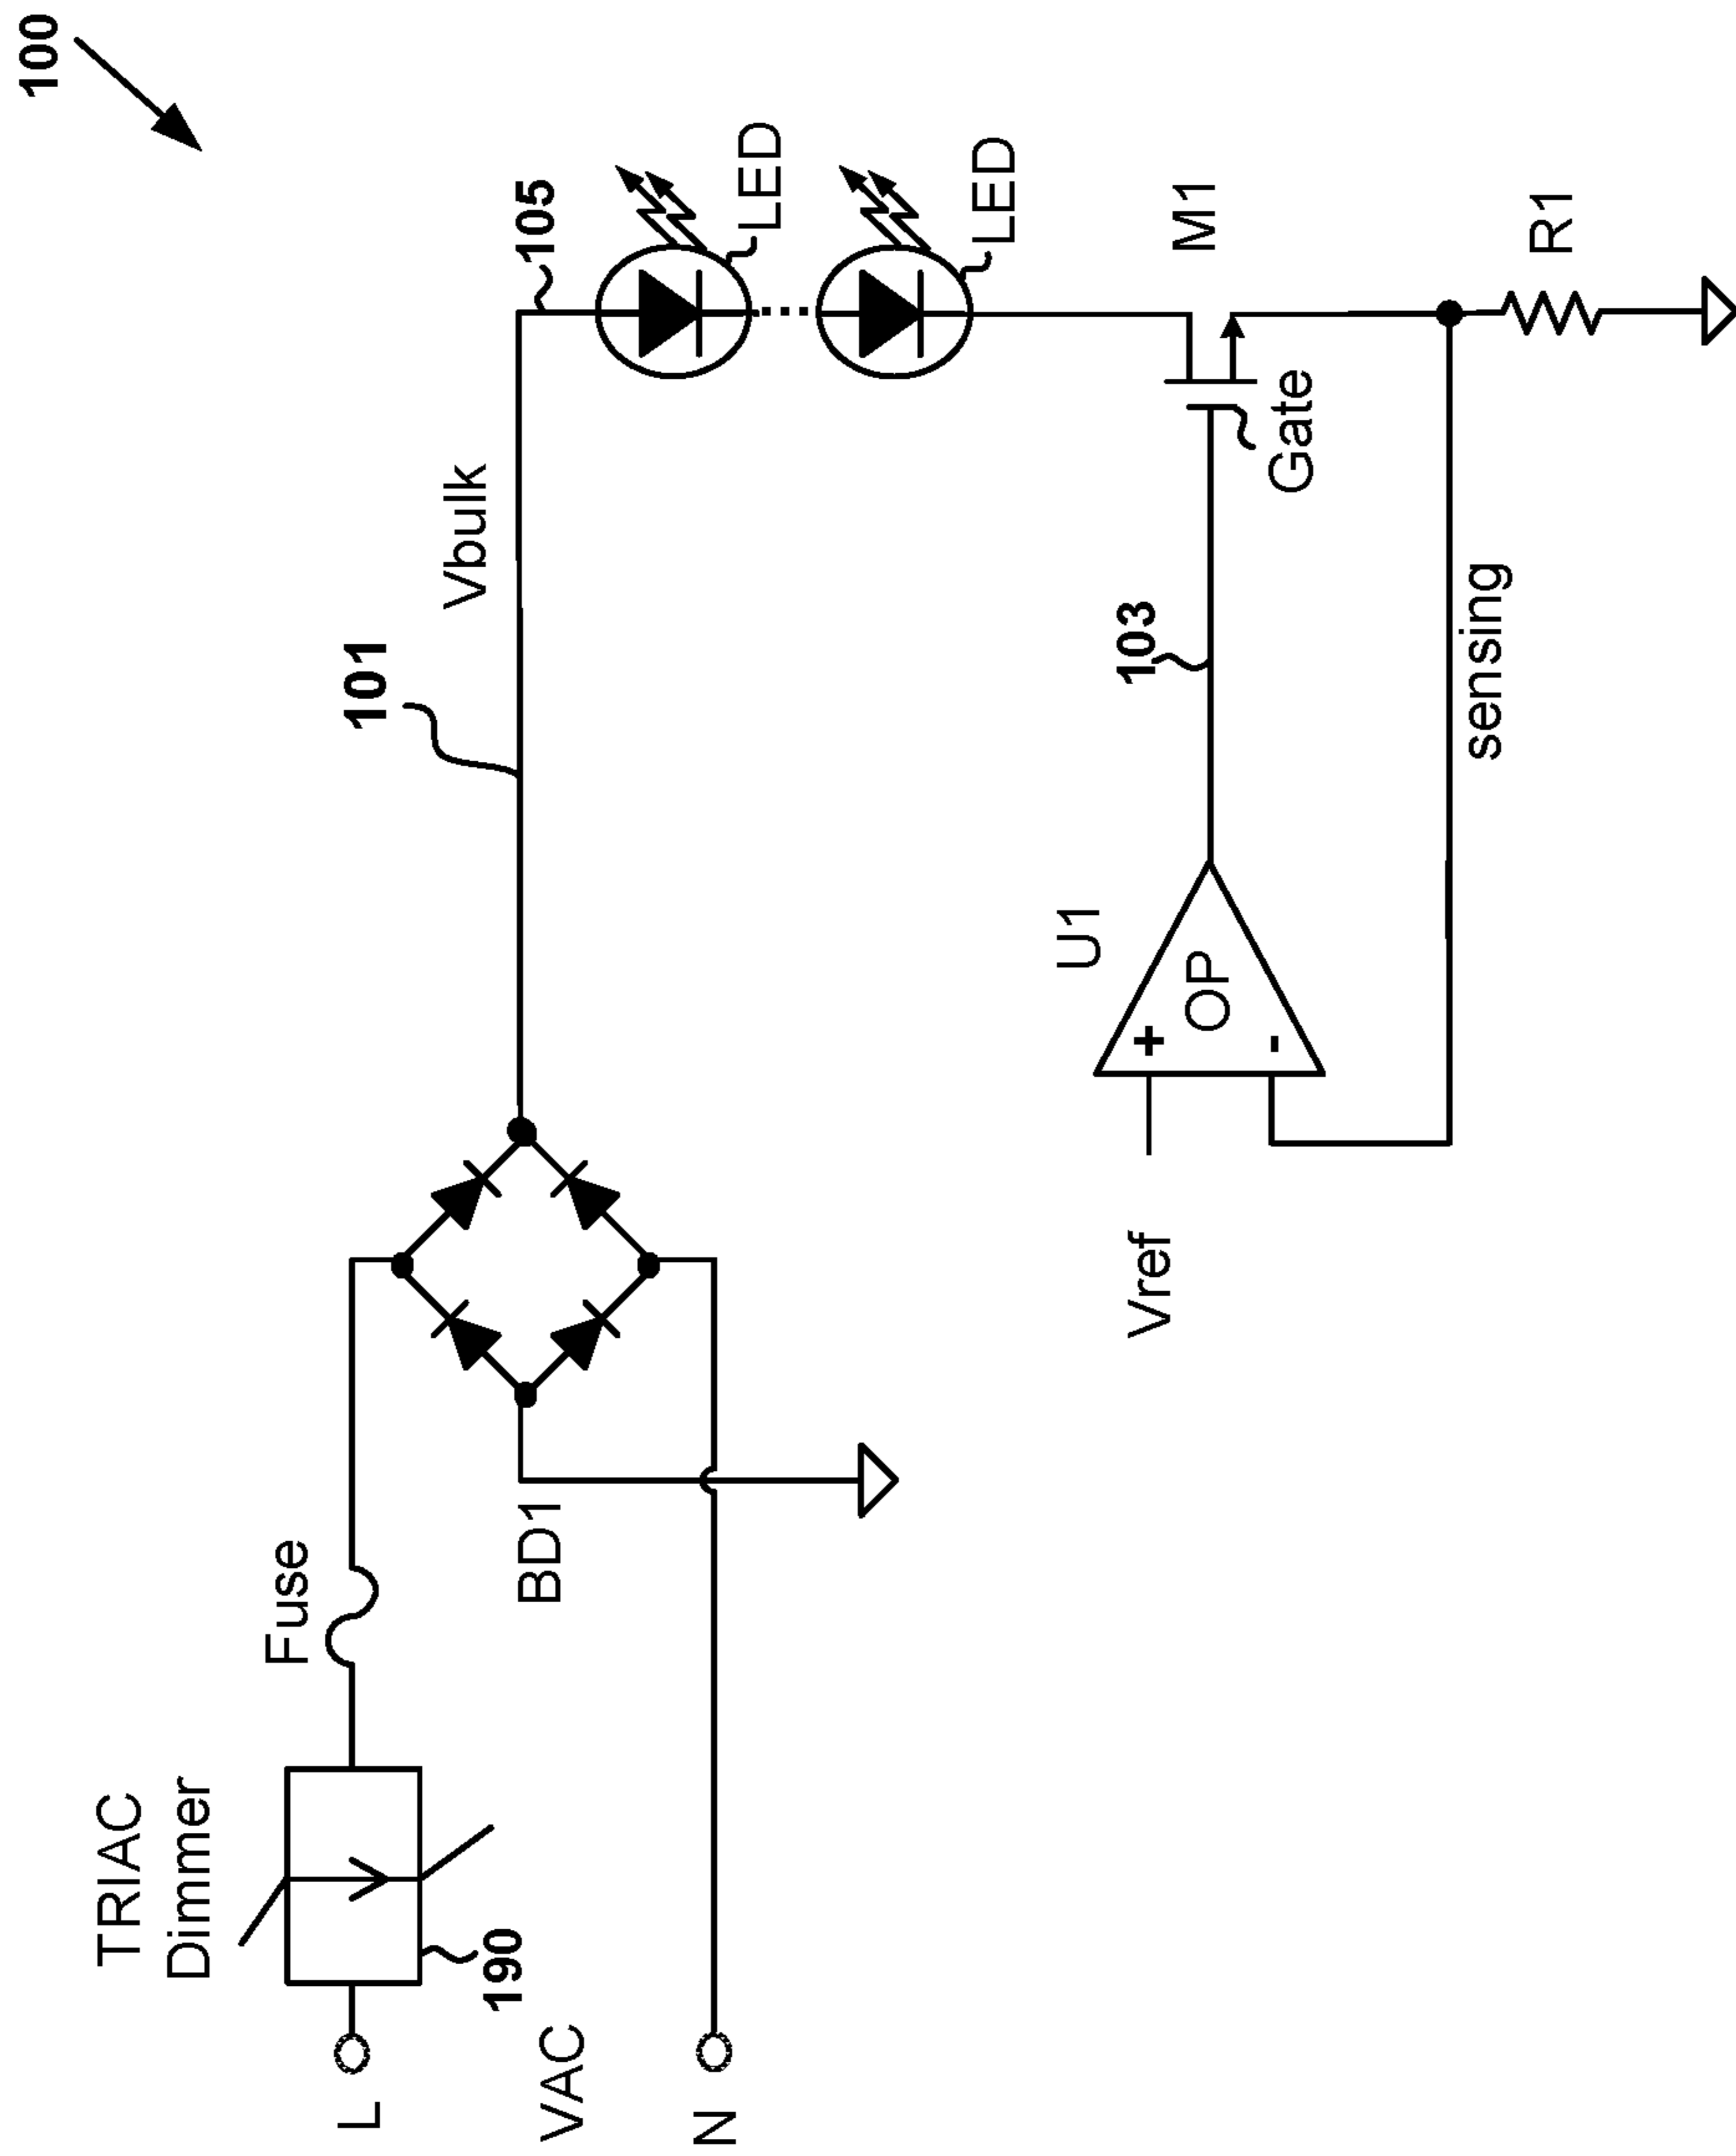 100
TRIAC
Dimmer
Fuse
L
190
VAC
N
BD1
101
Vbulk
105
LED
LED
M1
Gate
103
U1
+
OP
-
Vref
sensing
R1